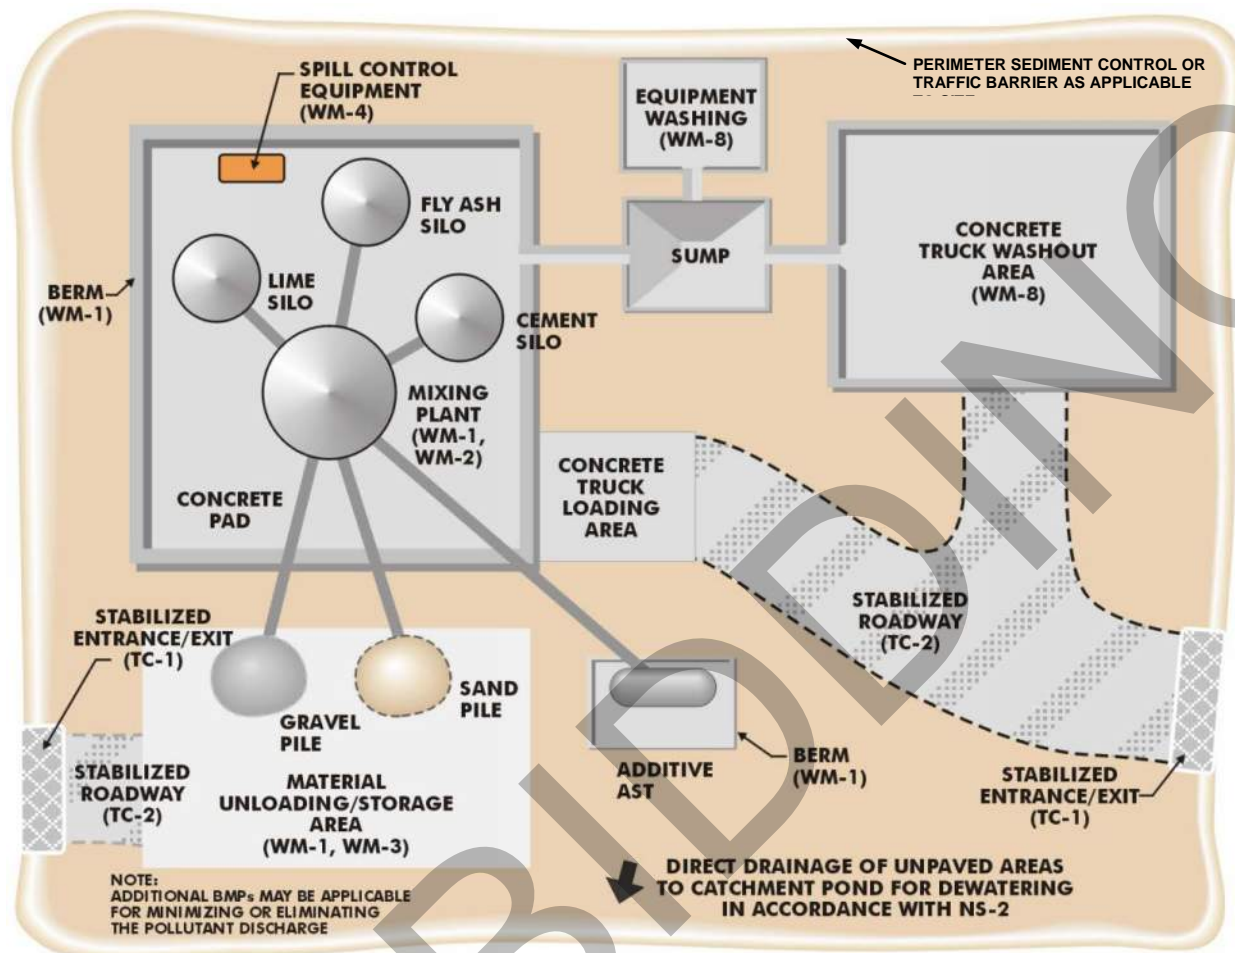 PERIMETER SEDIMENT CONTROL OR
TRAFFIC BARRIER AS APPLICABLE
SPILL CONTROL
EQUIPMENT
(WM-4)
EQUIPMENT
WASHING
(WM-8)
FLY ASH
SILO
SUMP
CONCRETE
TRUCK WASHOUT
AREA
(WM-8)
LIME
SILO
BERM
(WM-1)
CEMENT
SILO
MIXING
PLANT
(WM-1,
WM-2)
CONCRETE
PAD
CONCRETE
TRUCK
LOADING
AREA
STABILIZED
ROADWAY
(TC-2)
STABILIZED
ENTRANCE/EXIT
(TC-1)
GRAVEL
PILE
SAND
PILE
STABILIZED
ROADWAY
(TC-2)
MATERIAL
UNLOADING/STORAGE
AREA
(WM-1, WM-3)
ADDITIVE
AST
BERM
(WM-1)
STABILIZED
ENTRANCE/EXIT
(TC-1)
DIRECT DRAINAGE OF UNPAVED AREAS
TO CATCHMENT POND FOR DEWATERING
IN ACCORDANCE WITH NS-2
NOTE:
ADDITIONAL BMPs MAY BE APPLICABLE
FOR MINIMIZING OR ELIMINATING
THE POLLUTANT DISCHARGE
BIDDING